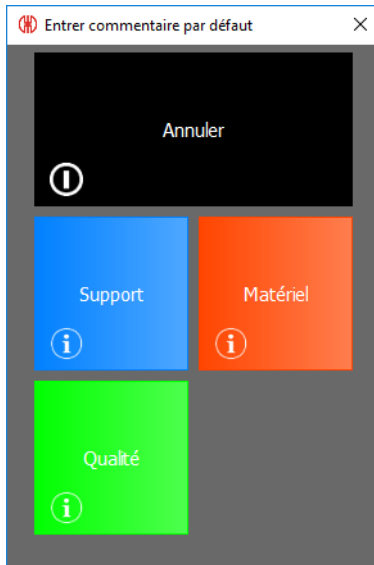 Entrer commentaire par défaut
Annuler
Support
Matériel
Qualité